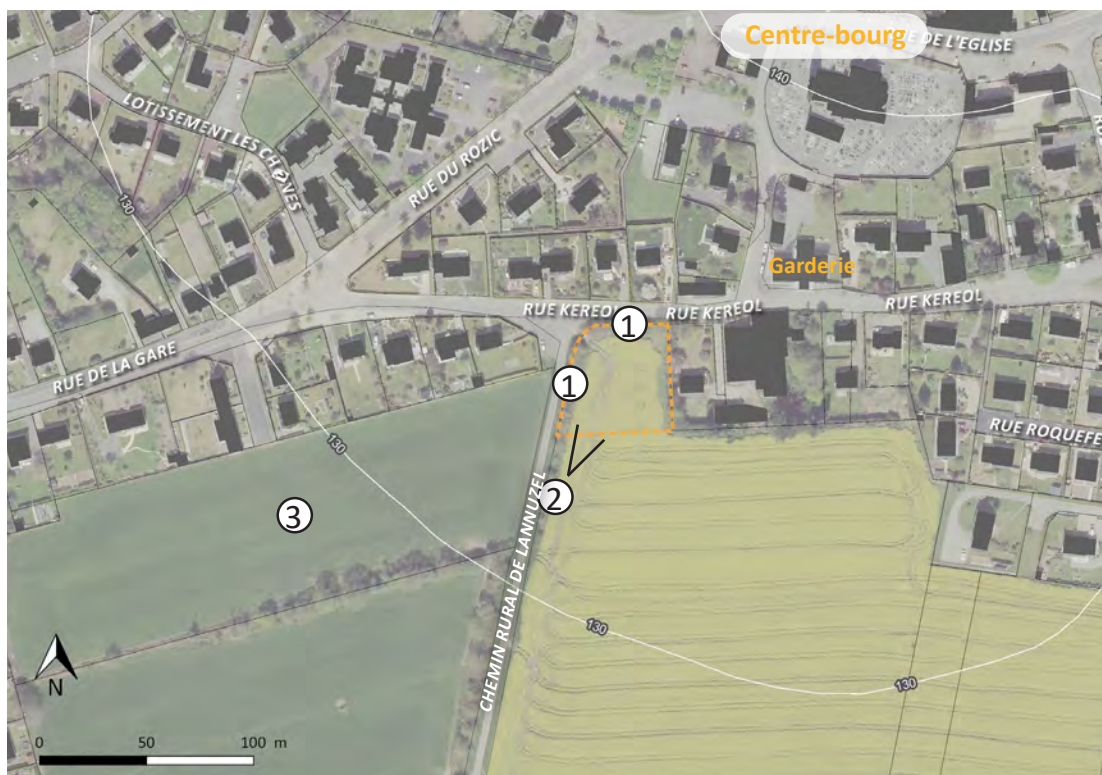 Centre-bourg
E DE L'EGLISE
140
LOTISSEMENT LES CH VES
RUE DU ROZIC
130
Garderie
RUE KEREOL
RUE KEREO
1
RUE KEREOL
RUE DE LA GARE
1
130
RUE ROQUEFE
2
3
CHEMIN RURAL DE LANNUZEL
130
130
N
0 50 100 m